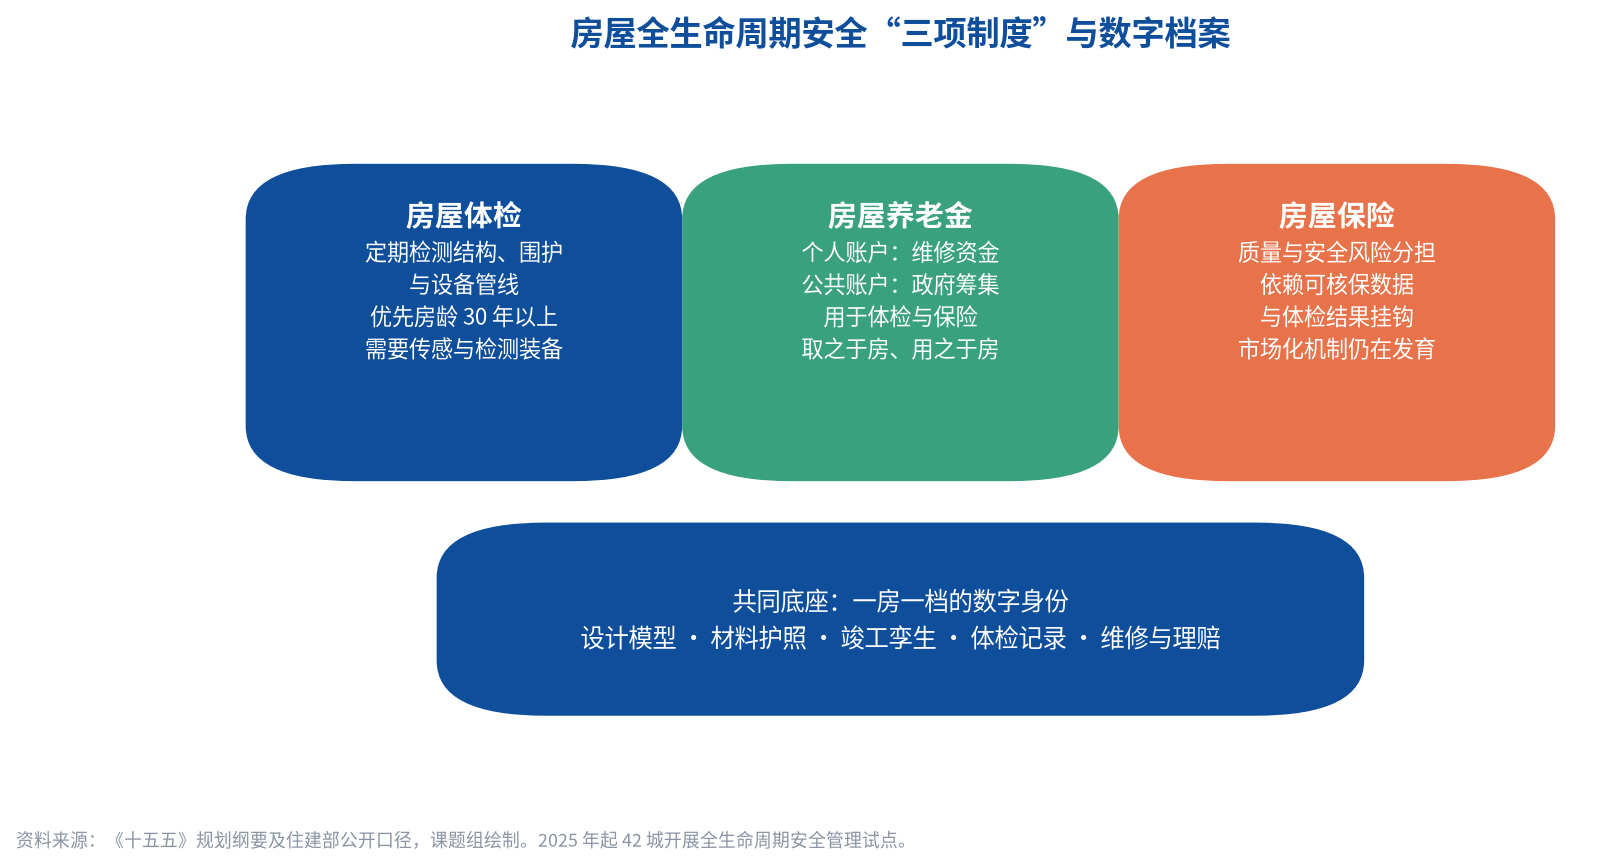 房屋全生命周期安全“三项制度”与数字档案
房屋体检
定期检测结构、围护
与设备管线
优先房龄 30 年以上
需要传感与检测装备
房屋养老金
个人账户：维修资金
公共账户：政府筹集
用于体检与保险
取之于房、用之于房
房屋保险
质量与安全风险分担
依赖可核保数据
与体检结果挂钩
市场化机制仍在发育
共同底座：一房一档的数字身份
设计模型 · 材料护照 · 竣工孪生 · 体检记录 · 维修与理赔
资料来源：《十五五》规划纲要及住建部公开口径，课题组绘制。2025 年起 42 城开展全生命周期安全管理试点。